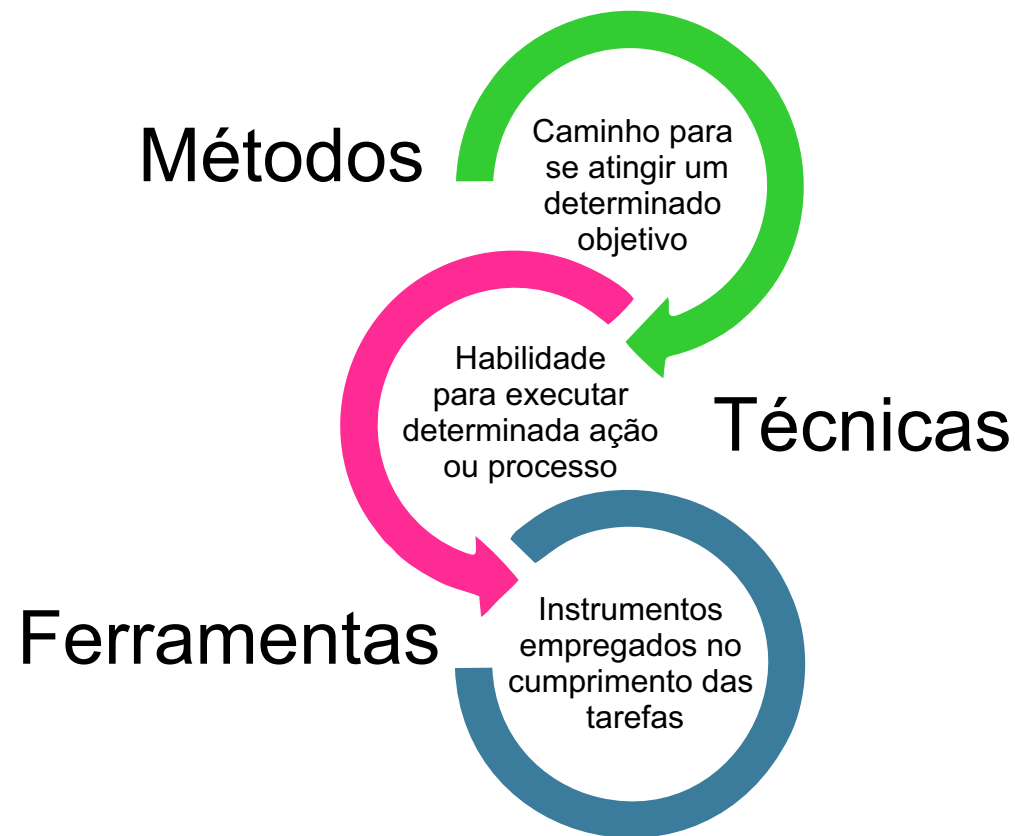 Métodos
Caminho para
se atingir um
determinado
objetivo
Habilidade
para executar
determinada ação
ou processo
Técnicas
Ferramentas
Instrumentos
empregados no
cumprimento das
tarefas